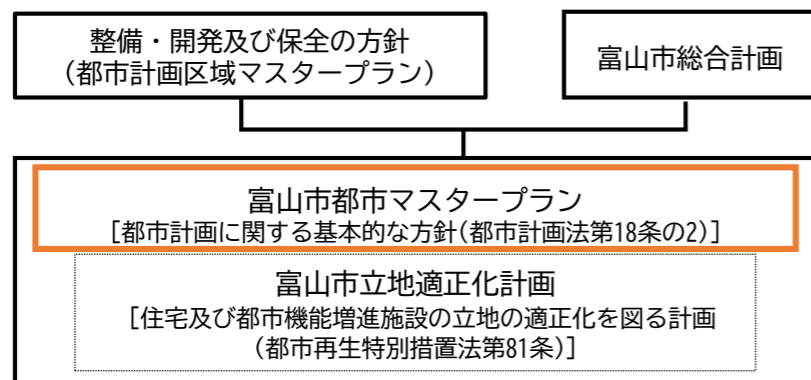 整備・開発及び保全の方針
（都市計画区域マスタープラン）
富山市総合計画
富山市都市マスタープラン
[都市計画に関する基本的な方針(都市計画法第18条の2)]
富山市立地適正化計画
[住宅及び都市機能増進施設の立地の適正化を図る計画
(都市再生特別措置法第81条)]